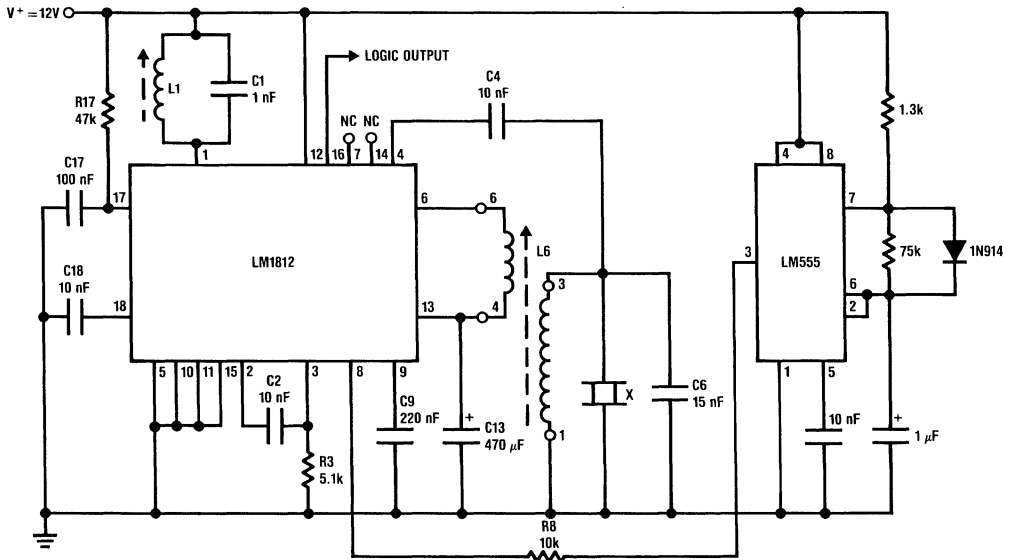 V+ =12V
LOGIC OUTPUT
C4
10 nF
L1
C1
1 nF
R17
47k
1.3k
NC NC
1
12 16 7 14 4
4 8
C17
100 nF
17
6 6
7
LM1812
L6
3
LM555
75k
1N914
C18
10 nF
18
13 4
3
6
2
5 10 11 15 2 3 8 9
1 5
C2
10 nF
C9
220 nF
+
C13
470 μF
X
C6
15 nF
10 nF
+
1 μF
R3
5.1k
1
R8
10k